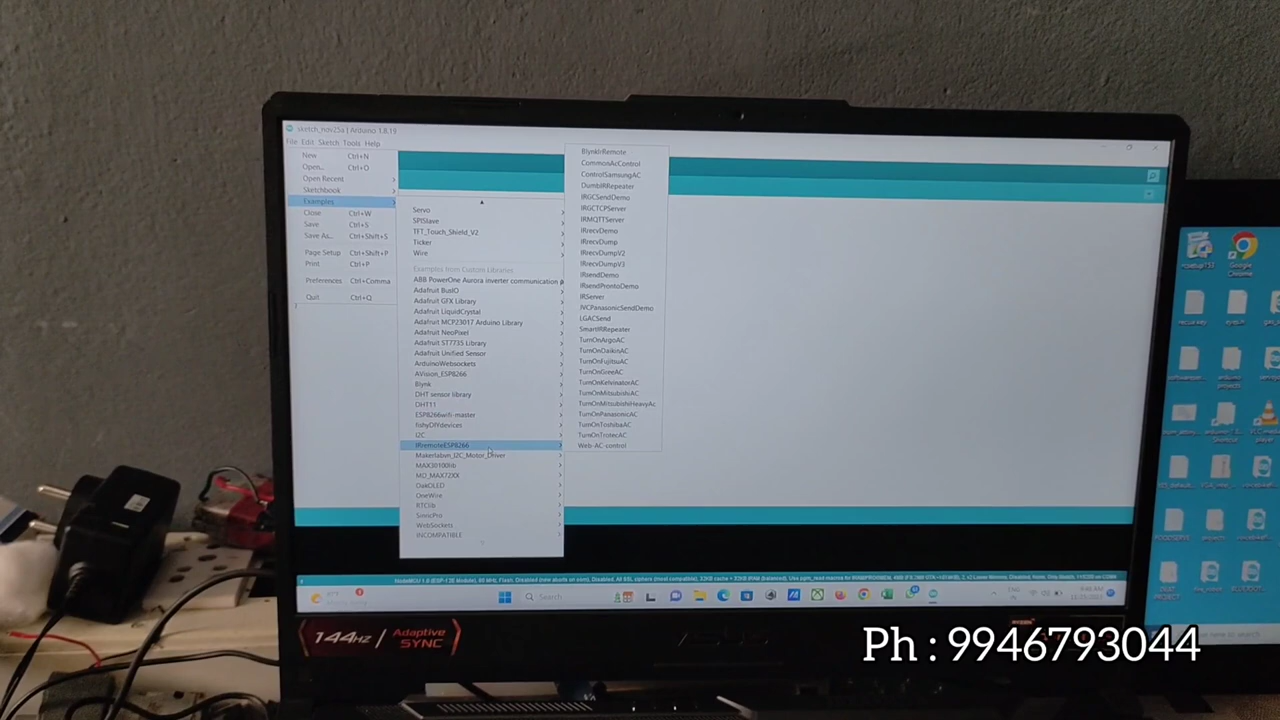 sketch_nov25a | Arduino 1.8.19
File Edit Sketch Tools Help
New Ctrl+N
Open... Ctrl+O
Open Recent
Sketchbook
Examples
Close Ctrl+W
Save Ctrl+S
Save As... Ctrl+Shift+S
Page Setup Ctrl+Shift+P
Print Ctrl+P
Preferences Ctrl+Comma
Quit Ctrl+Q
Servo
SPISlave
TFT_Touch_Shield_V2
Ticker
Wire
Examples from Custom Libraries
ABB PowerOne Aurora inverter communication p
Adafruit BusIO
Adafruit GFX Library
Adafruit LiquidCrystal
Adafruit MCP23017 Arduino Library
Adafruit NeoPixel
Adafruit ST7735 Library
Adafruit Unified Sensor
ArduinoWebsockets
AVision_ESP8266
Blynk
DHT sensor library
DHT11
ESP8266wifi-master
fishyDIYdevices
I2C
IRremoteESP8266
Makerlabvn_I2C_Motor_Driver
MAX30100lib
MD_MAX72XX
OakOLED
OneWire
RTClib
SinricPro
WebSockets
INCOMPATIBLE
BlynkIrRemote
CommonAcControl
ControlSamsungAC
DumbIRRepeater
IRGCSendDemo
IRGCTCPServer
IRMQTTServer
IRrecvDemo
IRrecvDump
IRrecvDumpV2
IRrecvDumpV3
IRsendDemo
IRsendProntoDemo
IRServer
JVCPanasonicSendDemo
LGACSend
SmartIRRepeater
TurnOnArgoAC
TurnOnDaikinAC
TurnOnFujitsuAC
TurnOnGreeAC
TurnOnKelvinatorAC
TurnOnMitsubishiAC
TurnOnMitsubishiHeavyAc
TurnOnPanasonicAC
TurnOnToshibaAC
TurnOnTrotecAC
Web-AC-control
Search
144HZ / Adaptive SYNC
Google Chrome
Ph : 9946793044